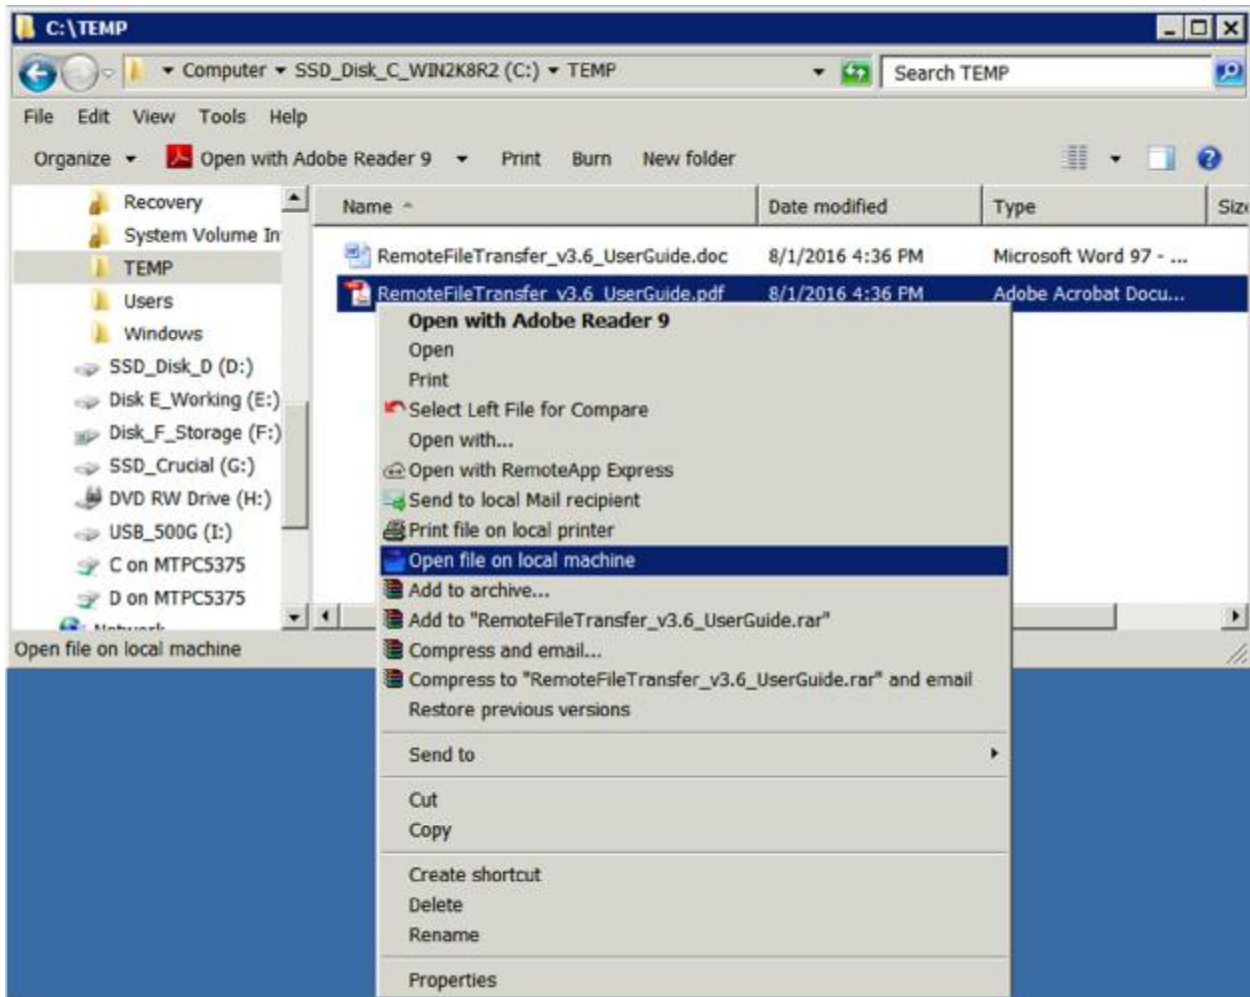 C:\TEMP
Computer SSD_Disk_C_WIN2K8R2 (C:) TEMP Search TEMP
File Edit View Tools Help
Organize Open with Adobe Reader 9 Print Burn New folder
Recovery
System Volume In
TEMP
Users
Windows
SSD_Disk_D (D:)
Disk E_Working (E:)
Disk_F_Storage (F:)
SSD_Crucial (G:)
DVD RW Drive (H:)
USB_500G (I:)
C on MTPC5375
D on MTPC5375
Network
Name Date modified Type Size
RemoteFileTransfer_v3.6_UserGuide.doc 8/1/2016 4:36 PM Microsoft Word 97 - ...
RemoteFileTransfer_v3.6_UserGuide.pdf 8/1/2016 4:36 PM Adobe Acrobat Docu...
Open with Adobe Reader 9
Open
Print
Select Left File for Compare
Open with...
Open with RemoteApp Express
Send to local Mail recipient
Print file on local printer
Open file on local machine
Add to archive...
Add to "RemoteFileTransfer_v3.6_UserGuide.rar"
Compress and email...
Compress to "RemoteFileTransfer_v3.6_UserGuide.rar" and email
Restore previous versions
Send to
Cut
Copy
Create shortcut
Delete
Rename
Properties
Open file on local machine